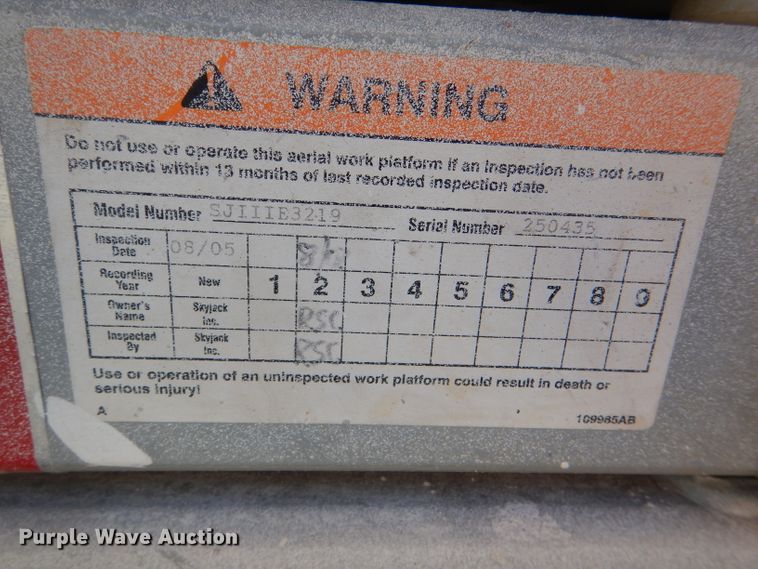 WARNING
Do not use or operate this aerial work platform if an inspection has not been
performed within 13 months of last recorded inspection date.
Model Number SJIIIE3219 Serial Number 250435
Inspection Date 08/05
Recording Year New 1 2 3 4 5 6 7 8 9
Owner's Name Skyjack Inc. RSC
Inspected By Skyjack Inc. RSC
Use or operation of an uninspected work platform could result in death or
serious injury!
A 109985AB
Purple Wave Auction